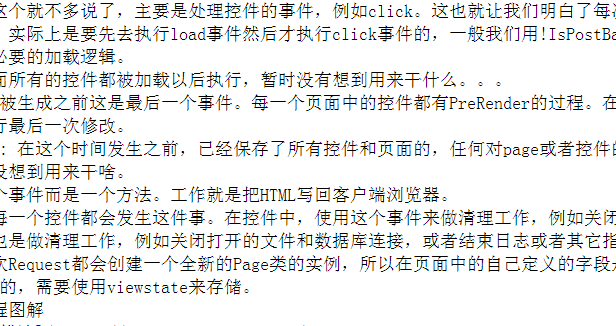 这个就不多说了，主要是处理控件的事件，例如click。这也就让我们明白了每
实际上是要先去执行load事件然后才执行click事件的，一般我们用!IsPostBa
必要的加载逻辑。
面所有的控件都被加载以后执行，暂时没有想到用来干什么。。。
被生成之前这是最后一个事件。每一个页面中的控件都有PreRender的过程。在
行最后一次修改。
：在这个时间发生之前，已经保存了所有控件和页面的，任何对page或者控件的
没想到用来干啥。
个事件而是一个方法。工作就是把HTML写回客户端浏览器。
每一个控件都会发生这件事。在控件中，使用这个事件来做清理工作，例如关闭
也是做清理工作，例如关闭打开的文件和数据库连接，或者结束日志或者其它指
次Request都会创建一个全新的Page类的实例，所以在页面中的自己定义的字段
的，需要使用viewstate来存储。
程图解